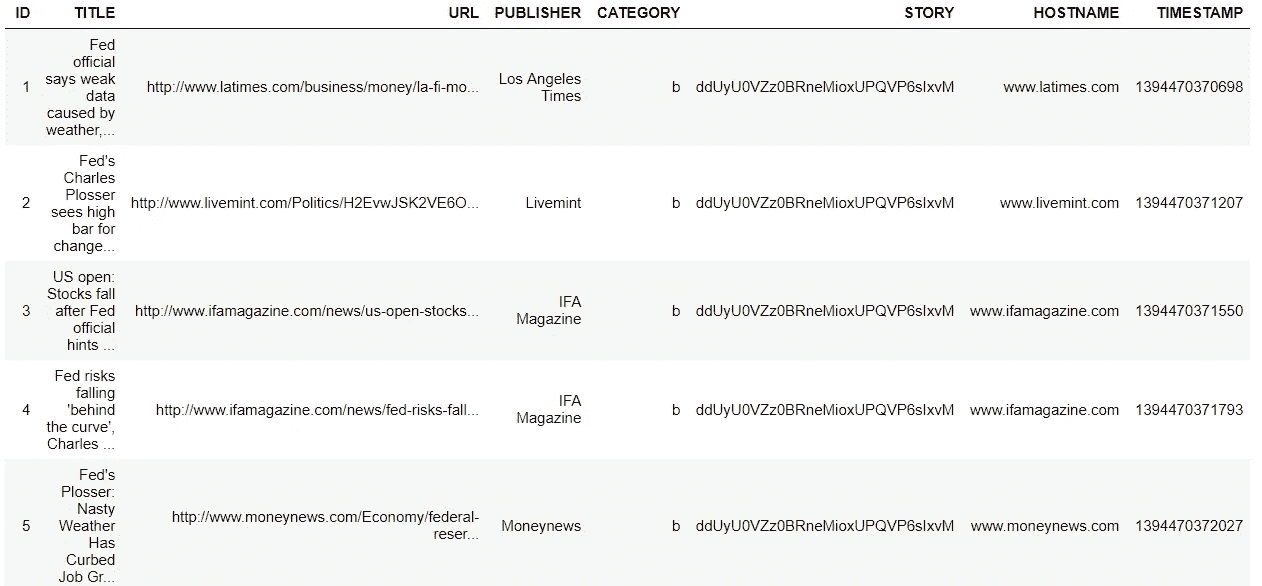 ID TITLE URL PUBLISHER CATEGORY STORY HOSTNAME TIMESTAMP
Fed
official
says weak
data
caused by
weather,...
1 http://www.latimes.com/business/money/la-fi-mo... Los Angeles
Times b ddUyU0VZz0BRneMioxUPQVP6sIxvM www.latimes.com 1394470370698
Fed's
Charles
Plosser
sees high
bar for
change...
2 http://www.livemint.com/Politics/H2EvwJSK2VE6O... Livemint b ddUyU0VZz0BRneMioxUPQVP6sIxvM www.livemint.com 1394470371207
US open:
Stocks fall
after Fed
official
hints ...
3 http://www.ifamagazine.com/news/us-open-stocks... IFA
Magazine b ddUyU0VZz0BRneMioxUPQVP6sIxvM www.ifamagazine.com 1394470371550
Fed risks
falling
'behind
the curve',
Charles ...
4 http://www.ifamagazine.com/news/fed-risks-fall... IFA
Magazine b ddUyU0VZz0BRneMioxUPQVP6sIxvM www.ifamagazine.com 1394470371793
Fed's
Plosser:
Nasty
Weather
Has
Curbed
Job Gr...
5 http://www.moneynews.com/Economy/federal-
reser... Moneynews b ddUyU0VZz0BRneMioxUPQVP6sIxvM www.moneynews.com 1394470372027